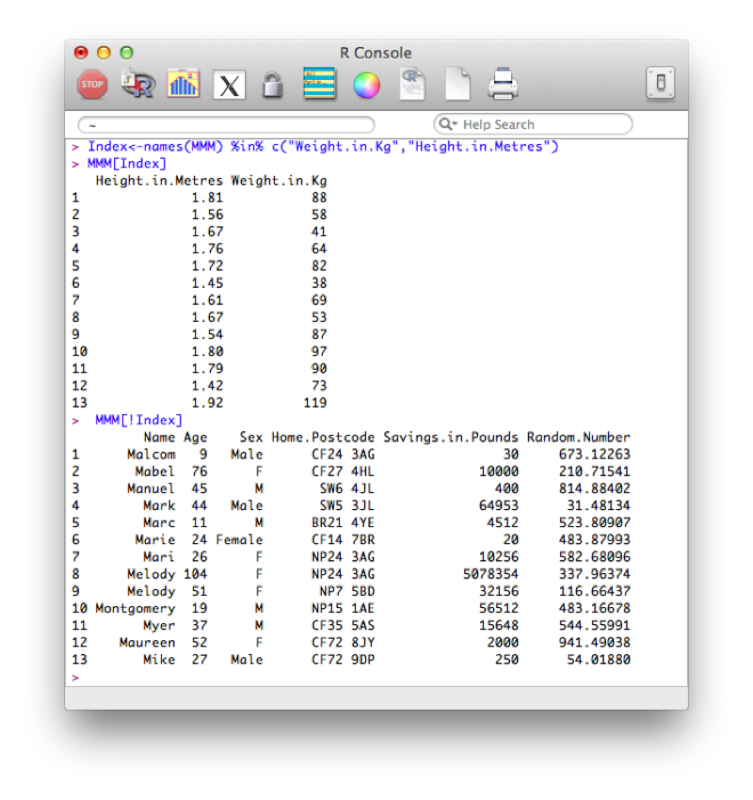 R Console
STOP
R X R
~ Help Search
> Index<-names(MMM) %in% c("Weight.in.Kg","Height.in.Metres")
> MMM[Index]
Height.in.Metres Weight.in.Kg
1 1.81 88
2 1.56 58
3 1.67 41
4 1.76 64
5 1.72 82
6 1.45 38
7 1.61 69
8 1.67 53
9 1.54 87
10 1.80 97
11 1.79 90
12 1.42 73
13 1.92 119
> MMM[!Index]
Name Age Sex Home.Postcode Savings.in.Pounds Random.Number
1 Malcom 9 Male CF24 3AG 30 673.12263
2 Mabel 76 F CF27 4HL 10000 210.71541
3 Manuel 45 M SW6 4JL 400 814.88402
4 Mark 44 Male SW5 3JL 64953 31.48134
5 Marc 11 M BR21 4YE 4512 523.80907
6 Marie 24 Female CF14 7BR 20 483.87993
7 Mari 26 F NP24 3AG 10256 582.68096
8 Melody 104 F NP24 3AG 5078354 337.96374
9 Melody 51 F NP7 5BD 32156 116.66437
10 Montgomery 19 M NP15 1AE 56512 483.16678
11 Myer 37 M CF35 5AS 15648 544.55991
12 Maureen 52 F CF72 8JY 2000 941.49038
13 Mike 27 Male CF72 9DP 250 54.01880
>